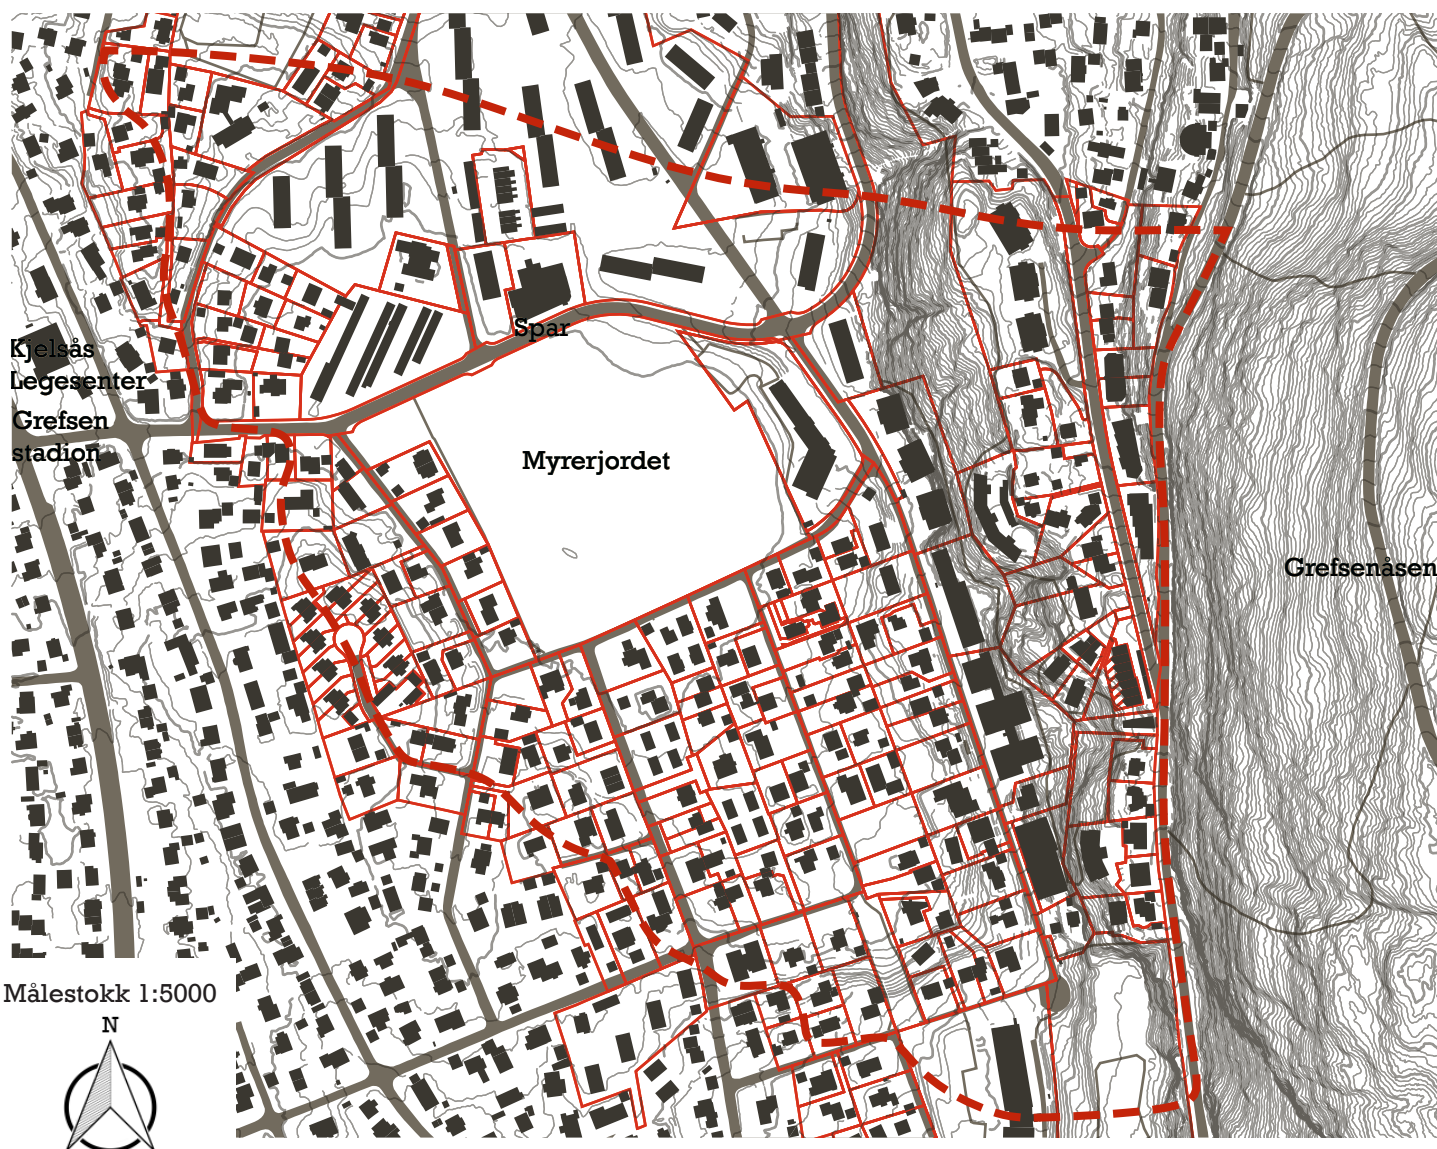 Spar
Kjelsås
Legesenter
Grefsen
stadion
Myrerjordet
Grefsenåsen
Målestokk 1:5000
N